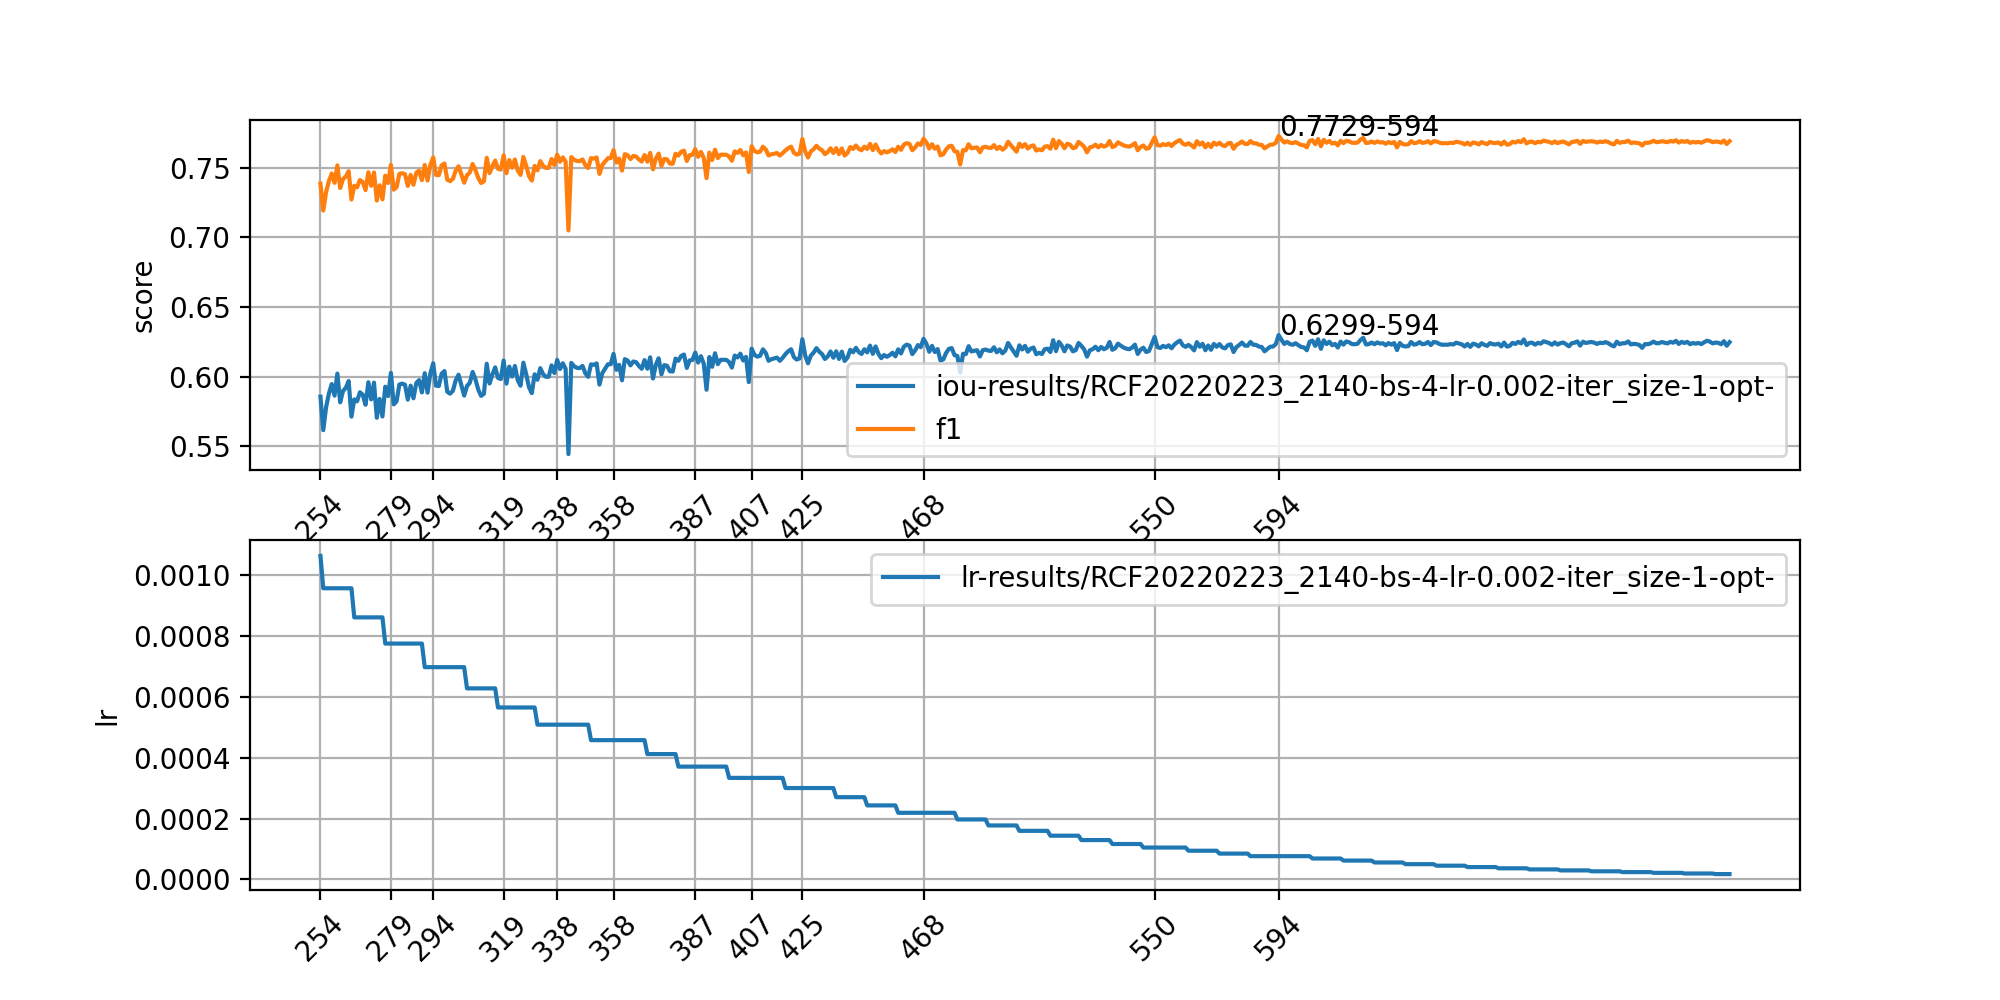 0.7729-594
0.75
0.70
0.65
0.60
0.55
score
0.6299-594
iou-results/RCF20220223_2140-bs-4-lr-0.002-iter_size-1-opt-
f1
254 279 294 319 338 358 387 407 425 468 550 594
lr-results/RCF20220223_2140-bs-4-lr-0.002-iter_size-1-opt-
0.0010
0.0008
0.0006
0.0004
0.0002
0.0000
lr
254 279 294 319 338 358 387 407 425 468 550 594